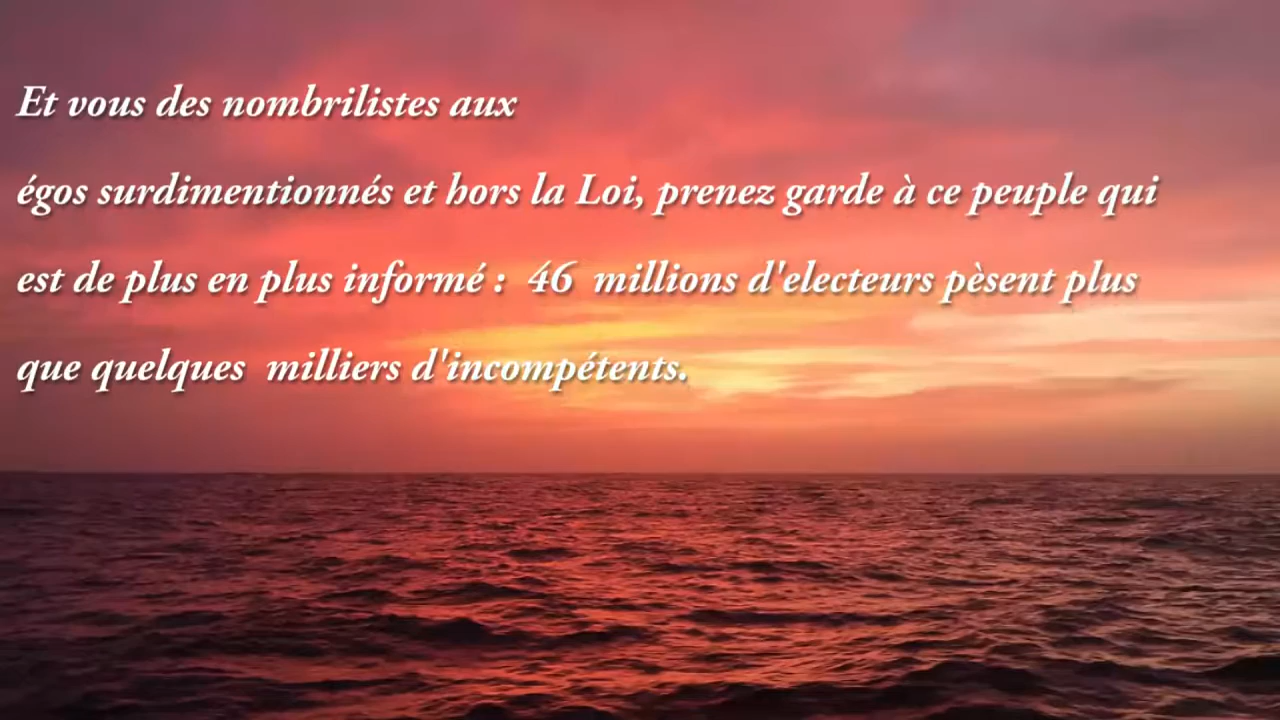 Et vous des nombrilistes aux
égos surdimentionnés et hors la Loi, prenez garde à ce peuple qui
est de plus en plus informé :  46  millions d'electeurs pèsent plus
que quelques  milliers d'incompétents.